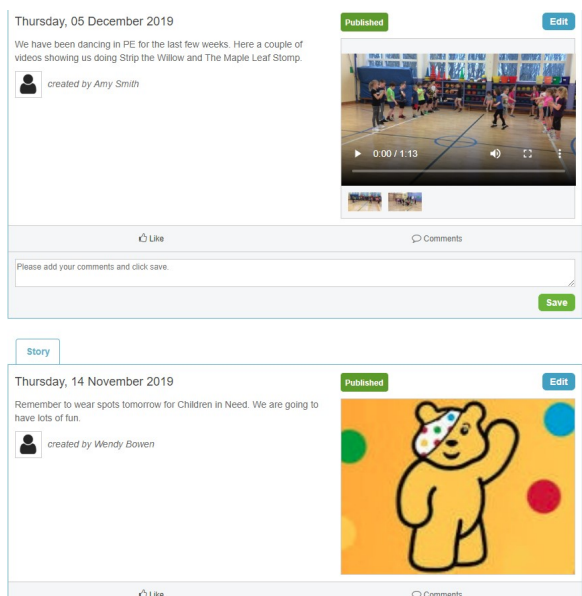 Thursday, 05 December 2019
Published
Edit
We have been dancing in PE for the last few weeks. Here a couple of
videos showing us doing Strip the Willow and The Maple Leaf Stomp.
created by Amy Smith
0:00 / 1:13
Like
Comments
Please add your comments and click save.
Save
Story
Thursday, 14 November 2019
Published
Edit
Remember to wear spots tomorrow for Children in Need. We are going to
have lots of fun.
created by Wendy Bowen
Like
Comments